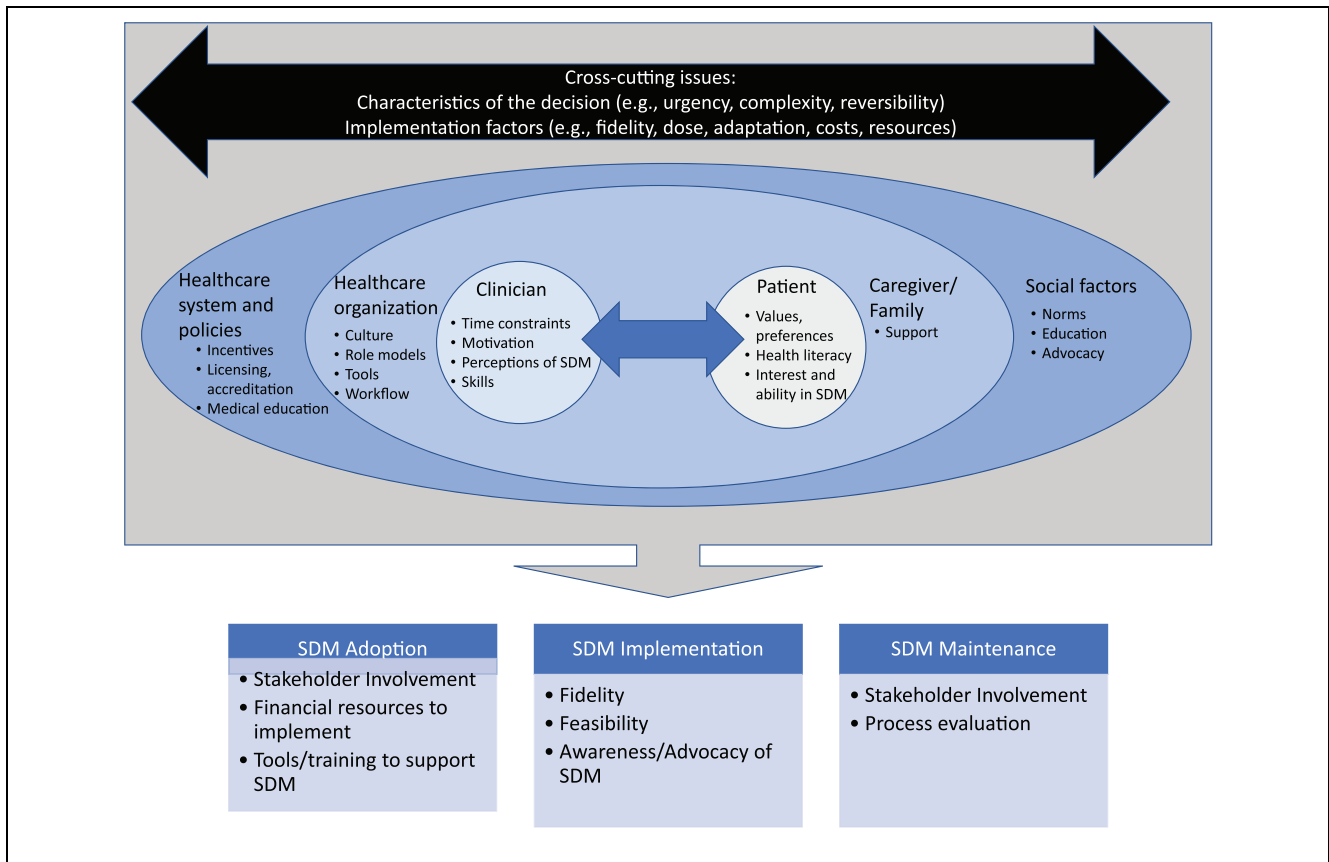 Cross-cutting issues:
Characteristics of the decision (e.g., urgency, complexity, reversibility)
Implementation factors (e.g., fidelity, dose, adaptation, costs, resources)
Healthcare
system and
policies
• Incentives
• Licensing,
accreditation
• Medical education
Healthcare
organization
• Culture
• Role models
• Tools
• Workflow
Clinician
• Time constraints
• Motivation
• Perceptions of SDM
• Skills
Patient
• Values,
preferences
• Health literacy
• Interest and
ability in SDM
Caregiver/
Family
• Support
Social factors
• Norms
• Education
• Advocacy
SDM Adoption
• Stakeholder Involvement
• Financial resources to
implement
• Tools/training to support
SDM
SDM Implementation
• Fidelity
• Feasibility
• Awareness/Advocacy of
SDM
SDM Maintenance
• Stakeholder Involvement
• Process evaluation